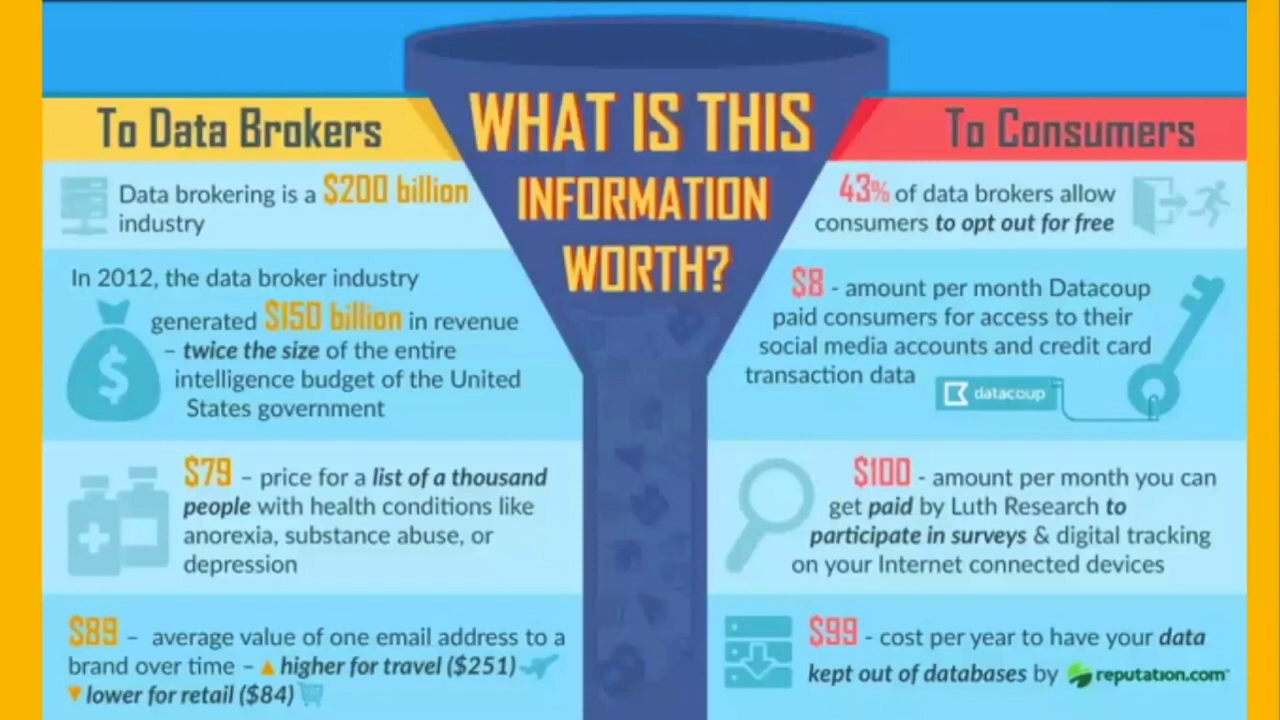 WHAT IS THIS
INFORMATION
WORTH?
To Data Brokers
Data brokering is a $200 billion
industry
In 2012, the data broker industry
generated $150 billion in revenue
– twice the size of the entire
intelligence budget of the United
States government
$79 – price for a list of a thousand
people with health conditions like
anorexia, substance abuse, or
depression
$89 – average value of one email address to a
brand over time – ▲ higher for travel ($251)
▼ lower for retail ($84)
To Consumers
43% of data brokers allow
consumers to opt out for free
$8 - amount per month Datacoup
paid consumers for access to their
social media accounts and credit card
transaction data
datacoup
$100 - amount per month you can
get paid by Luth Research to
participate in surveys & digital tracking
on your Internet connected devices
$99 - cost per year to have your data
kept out of databases by reputation.com